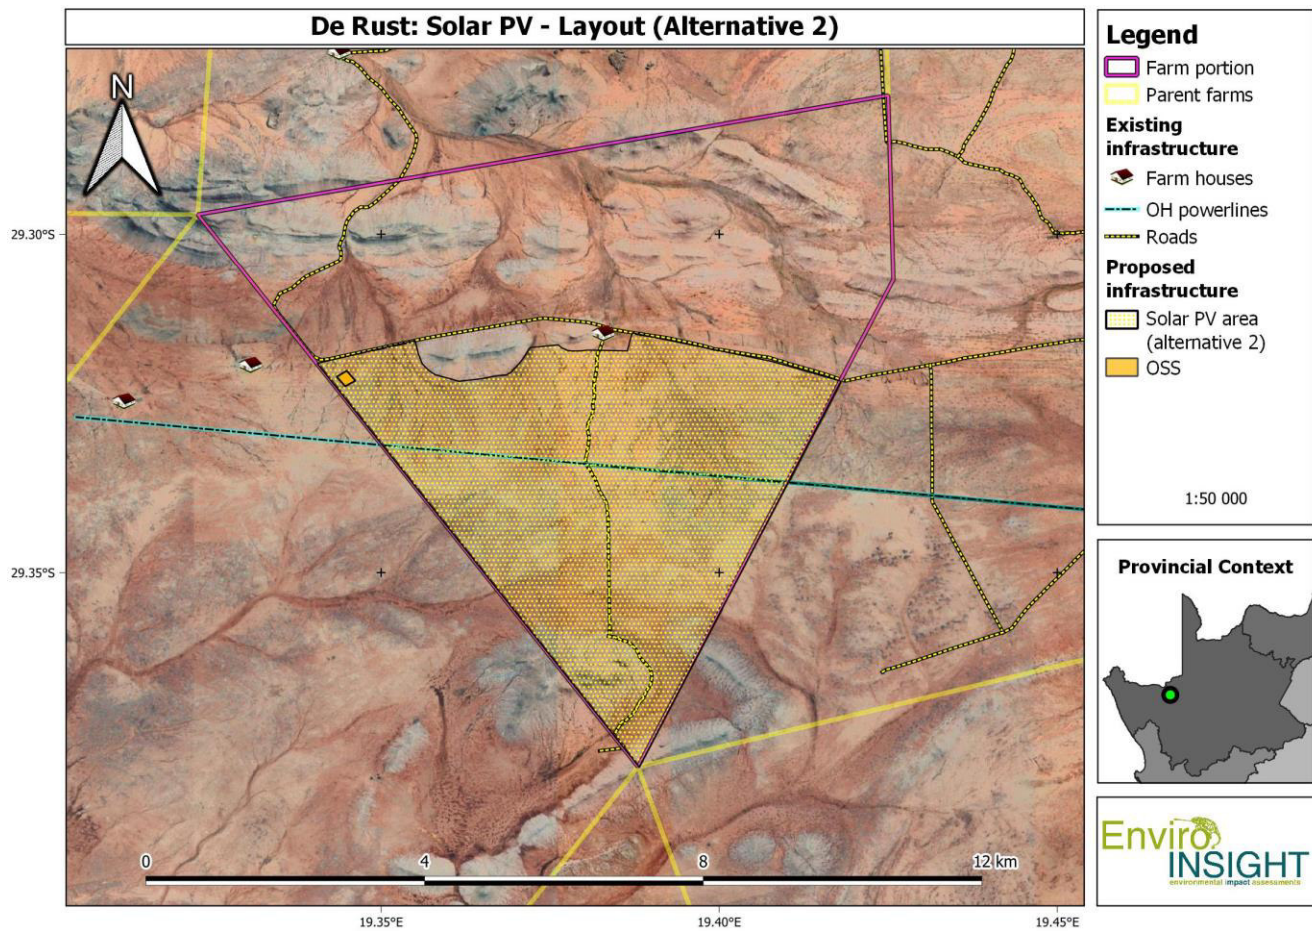 De Rust: Solar PV - Layout (Alternative 2)
N
29.30°S
29.35°S
0
4
8
12 km
19.35°E
19.40°E
19.45°E
Legend
Farm portion
Parent farms
Existing
infrastructure
Farm houses
OH powerlines
Roads
Proposed
infrastructure
Solar PV area
(alternative 2)
OSS
1:50 000
Provincial Context
Enviro
INSIGHT
environmental impact assessments